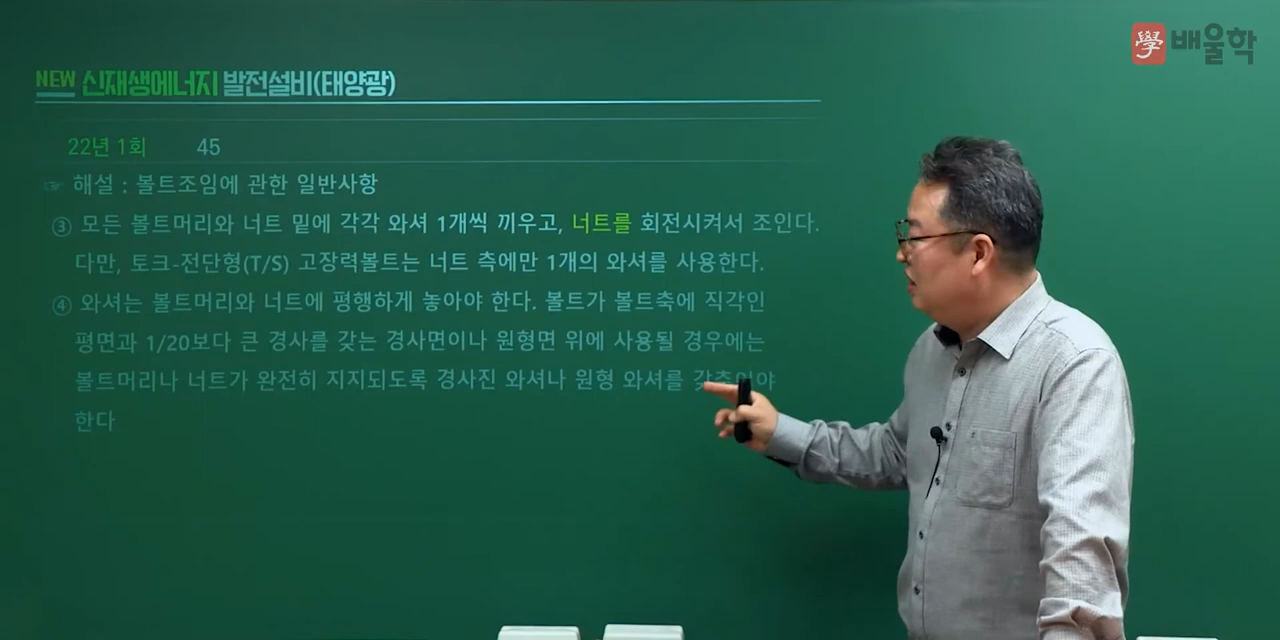 學 배울학
NEW 신재생에너지 발전설비(태양광)
22년 1회 45
☞ 해설 : 볼트조임에 관한 일반사항
③ 모든 볼트머리와 너트 밑에 각각 와셔 1개씩 끼우고, 너트를 회전시켜서 조인다.
다만, 토크-전단형(T/S) 고장력볼트는 너트 측에만 1개의 와셔를 사용한다.
④ 와셔는 볼트머리와 너트에 평행하게 놓아야 한다. 볼트가 볼트축에 직각인
평면과 1/20보다 큰 경사를 갖는 경사면이나 원형면 위에 사용될 경우에는
볼트머리나 너트가 완전히 지지되도록 경사진 와셔나 원형 와셔를 갖추어야
한다